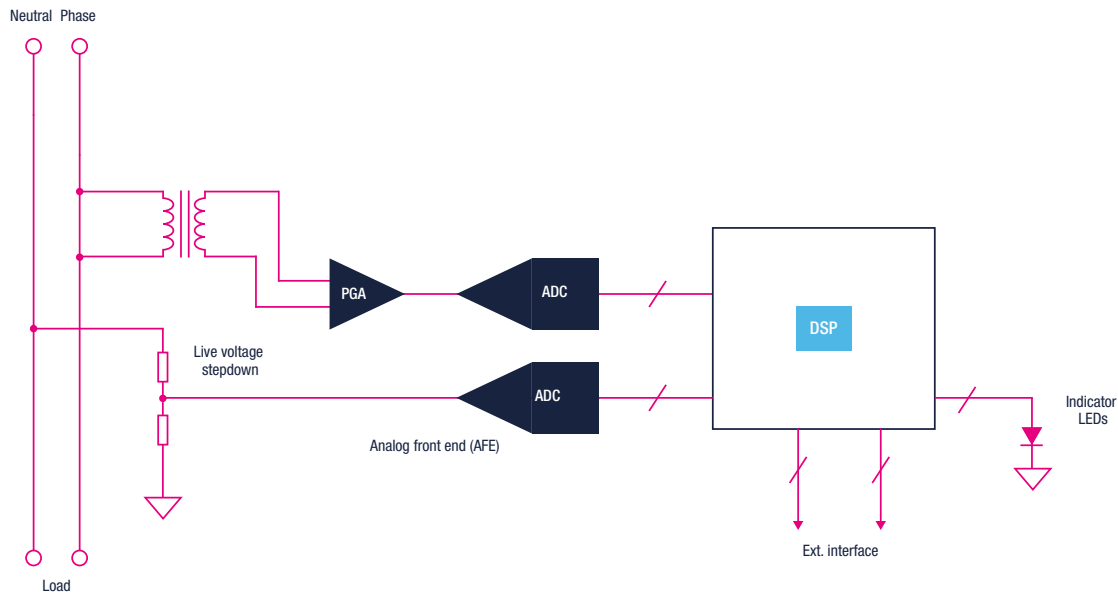 Neutral
Phase
PGA
ADC
DSP
Live voltage
stepdown
ADC
Indicator
LEDs
Analog front end (AFE)
Ext. interface
Load